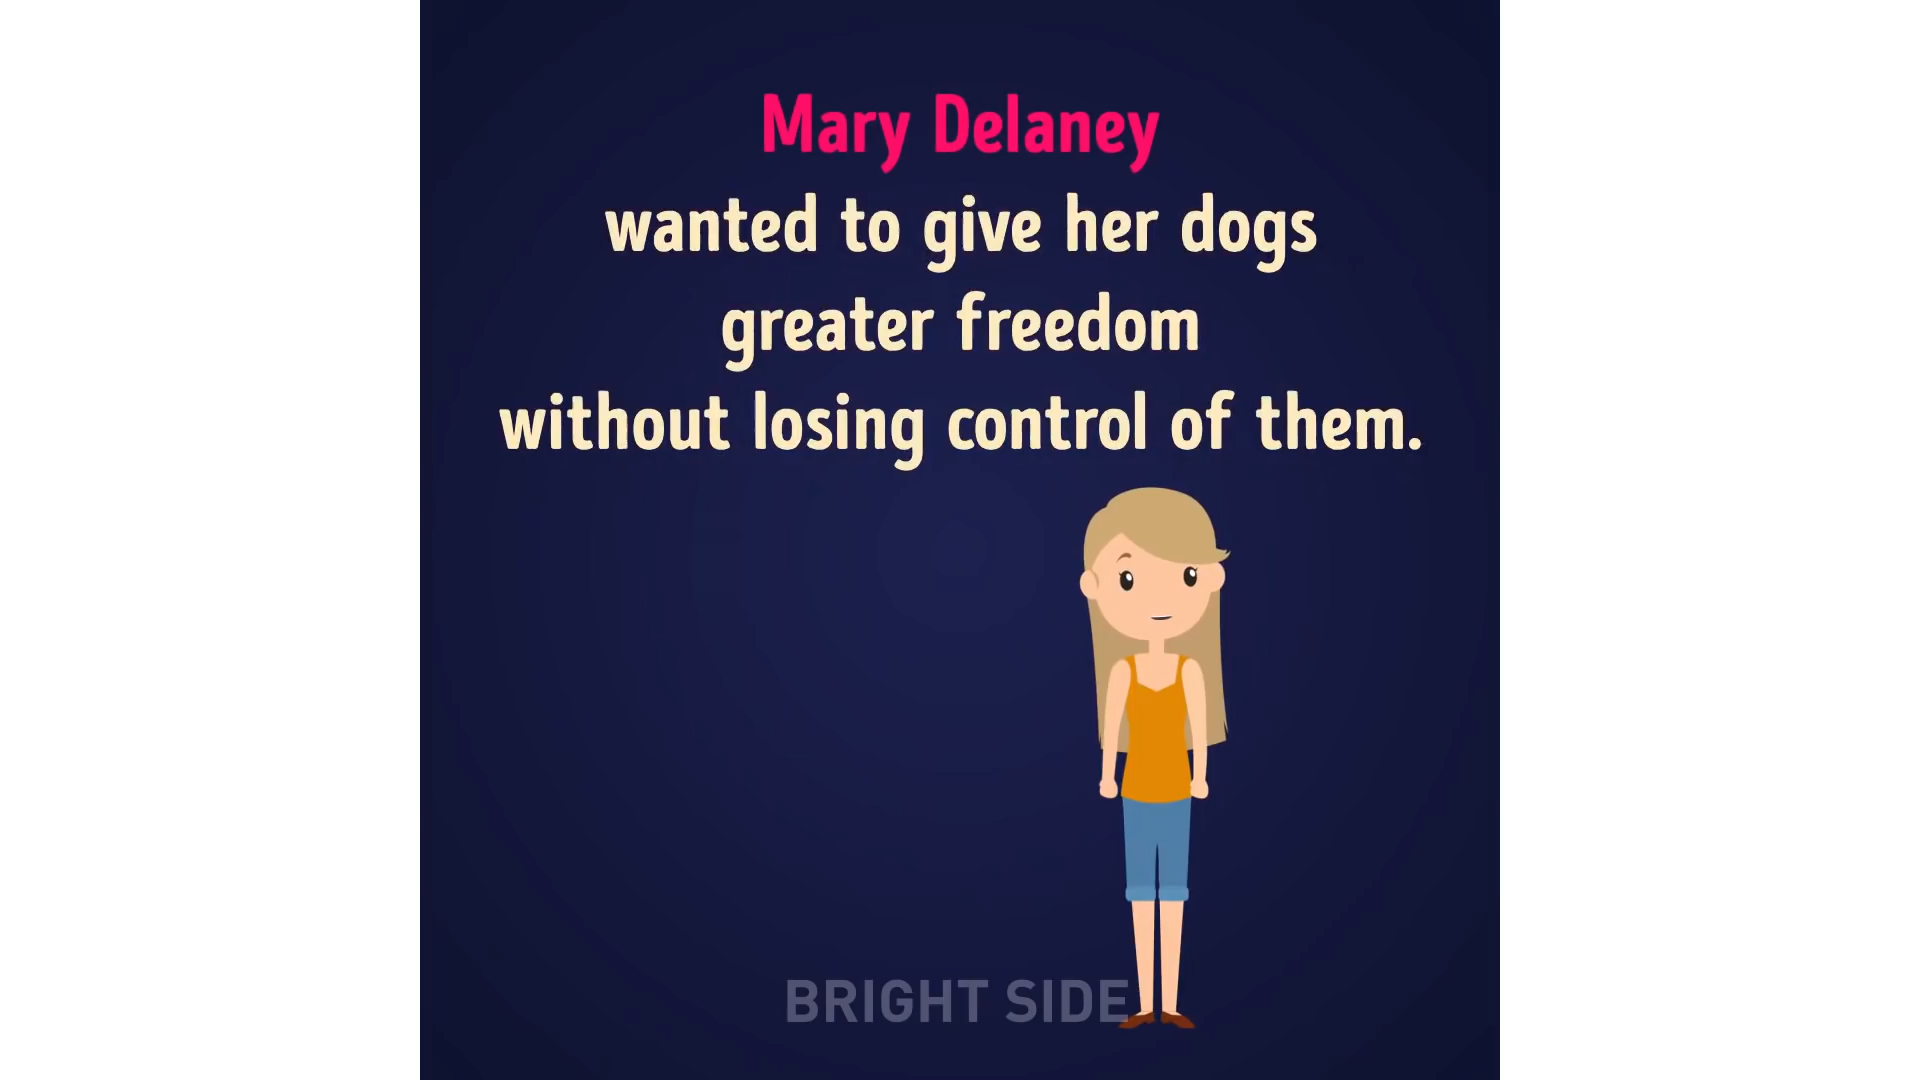 Mary Delaney
wanted to give her dogs
greater freedom
without losing control of them.
BRIGHT SIDE